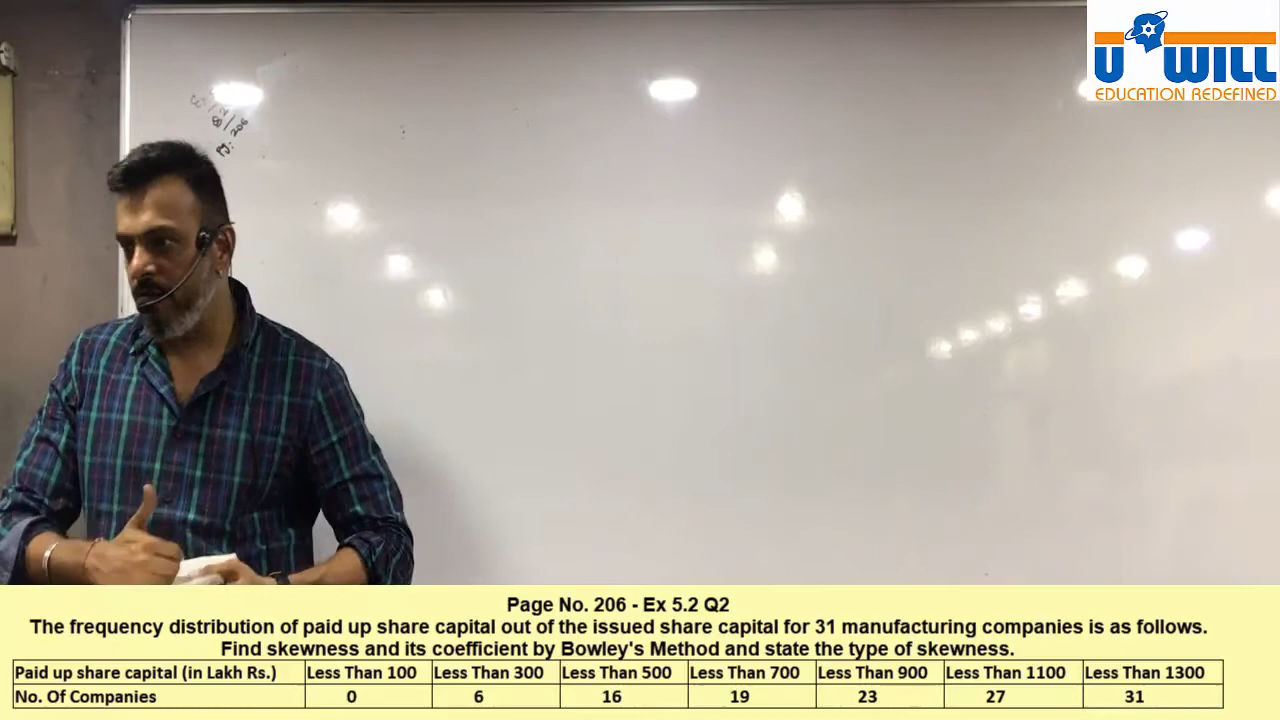 U WILL
EDUCATION REDEFINED
Page No. 206 - Ex 5.2 Q2
The frequency distribution of paid up share capital out of the issued share capital for 31 manufacturing companies is as follows.
Find skewness and its coefficient by Bowley's Method and state the type of skewness.
Paid up share capital (in Lakh Rs.) Less Than 100 Less Than 300 Less Than 500 Less Than 700 Less Than 900 Less Than 1100 Less Than 1300
No. Of Companies 0 6 16 19 23 27 31